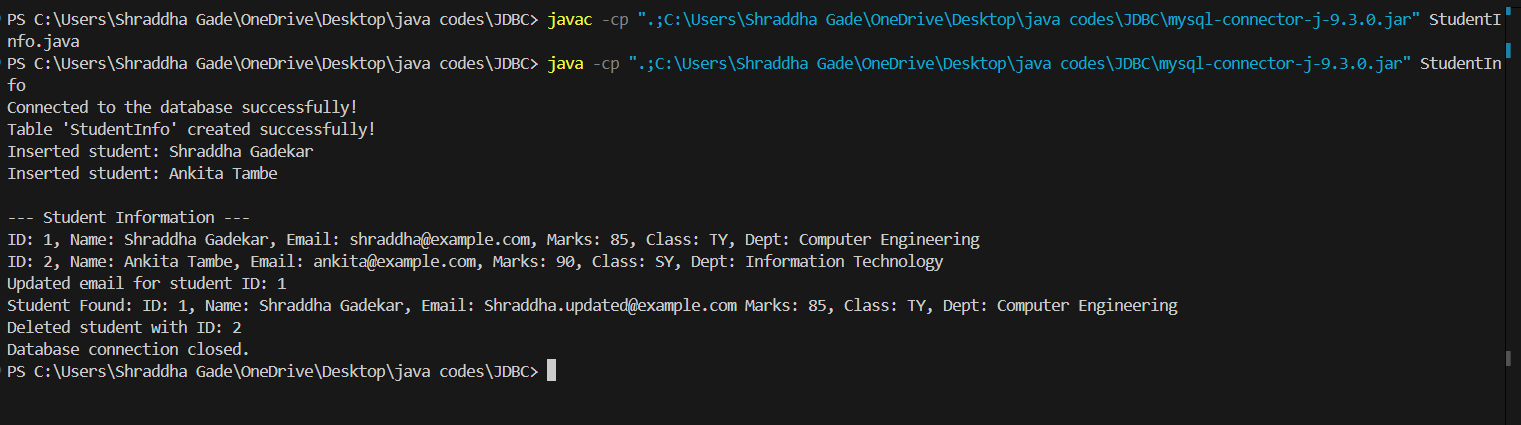 PS C:\Users\Shraddha Gade\OneDrive\Desktop\java codes\JDBC> javac -cp ".;C:\Users\Shraddha Gade\OneDrive\Desktop\java codes\JDBC\mysql-connector-j-9.3.0.jar" StudentI
nfo.java
PS C:\Users\Shraddha Gade\OneDrive\Desktop\java codes\JDBC> java -cp ".;C:\Users\Shraddha Gade\OneDrive\Desktop\java codes\JDBC\mysql-connector-j-9.3.0.jar" StudentIn
fo
Connected to the database successfully!
Table 'StudentInfo' created successfully!
Inserted student: Shraddha Gadekar
Inserted student: Ankita Tambe

--- Student Information ---
ID: 1, Name: Shraddha Gadekar, Email: shraddha@example.com, Marks: 85, Class: TY, Dept: Computer Engineering
ID: 2, Name: Ankita Tambe, Email: ankita@example.com, Marks: 90, Class: SY, Dept: Information Technology
Updated email for student ID: 1
Student Found: ID: 1, Name: Shraddha Gadekar, Email: Shraddha.updated@example.com Marks: 85, Class: TY, Dept: Computer Engineering
Deleted student with ID: 2
Database connection closed.
PS C:\Users\Shraddha Gade\OneDrive\Desktop\java codes\JDBC>